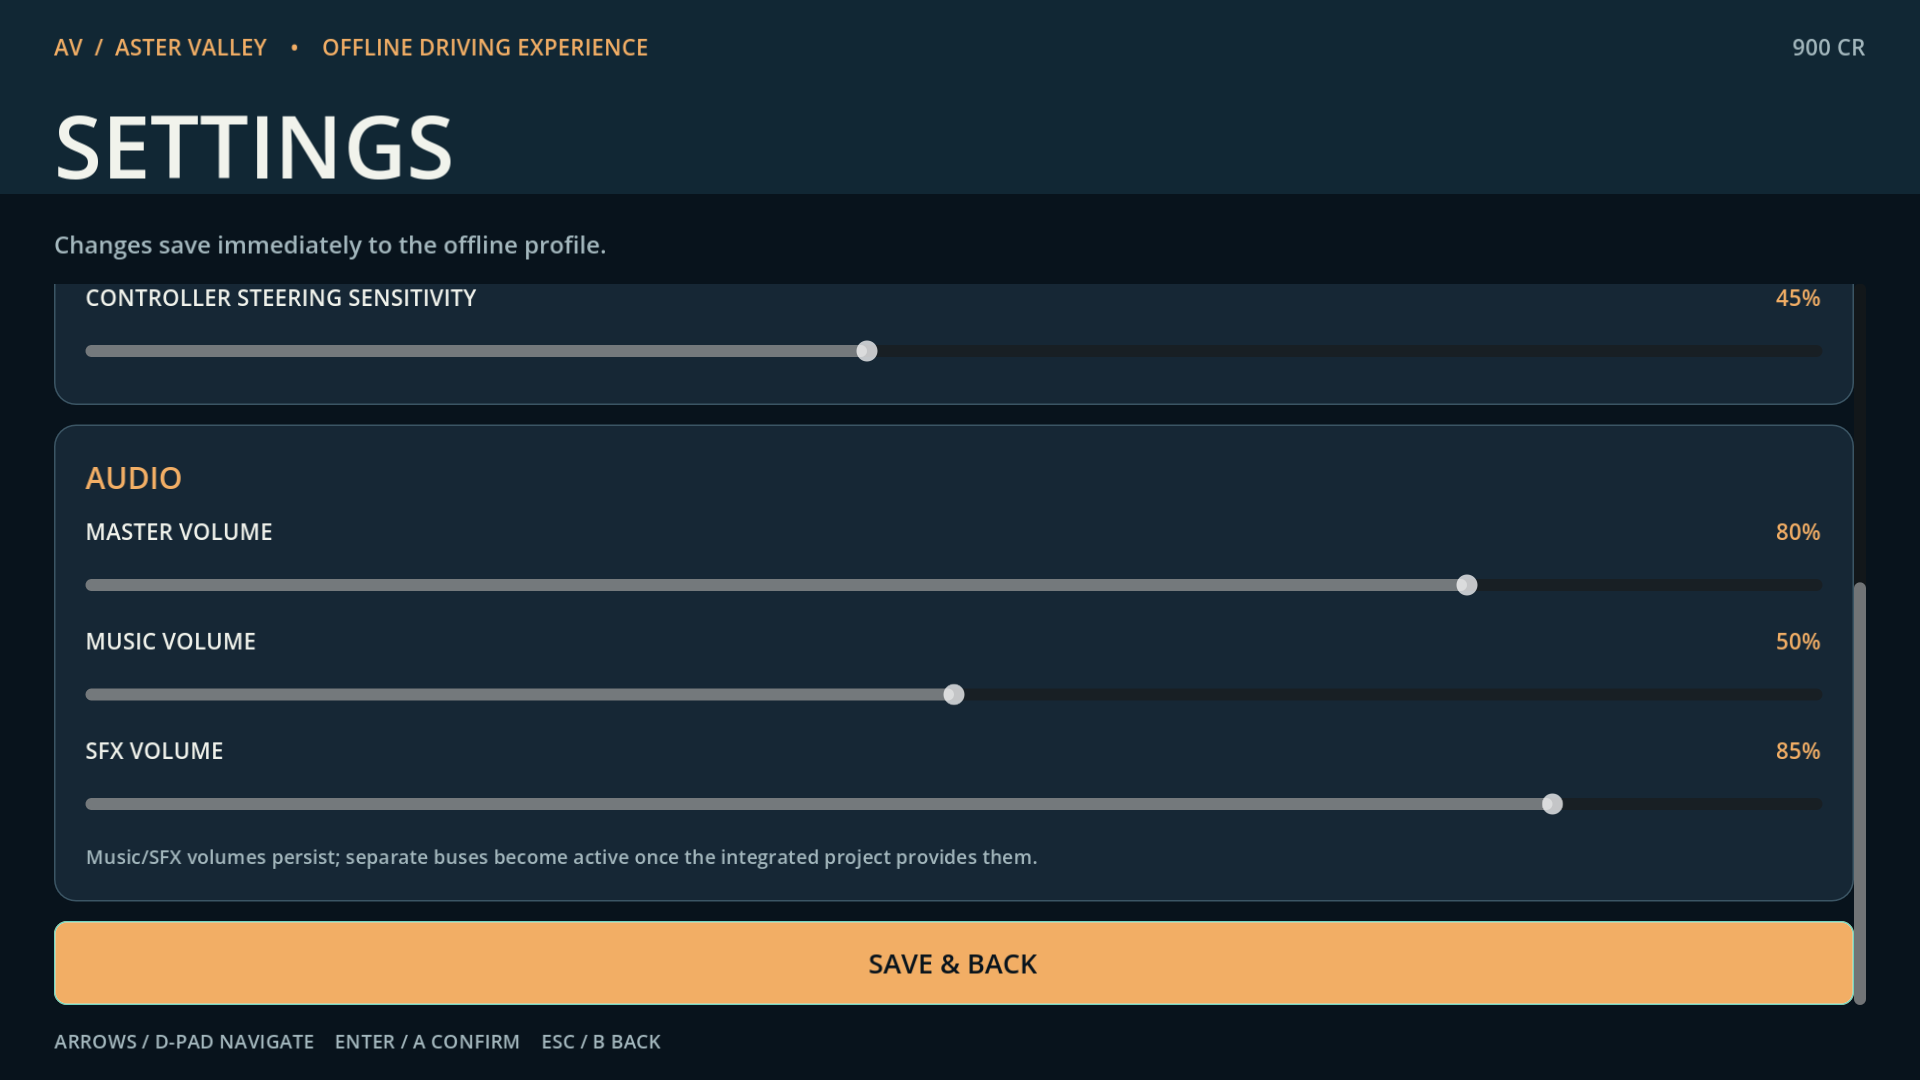 AV / ASTER VALLEY • OFFLINE DRIVING EXPERIENCE
900 CR
SETTINGS
Changes save immediately to the offline profile.
CONTROLLER STEERING SENSITIVITY
45%
AUDIO
MASTER VOLUME
80%
MUSIC VOLUME
50%
SFX VOLUME
85%
Music/SFX volumes persist; separate buses become active once the integrated project provides them.
SAVE & BACK
ARROWS / D-PAD NAVIGATE ENTER / A CONFIRM ESC / B BACK